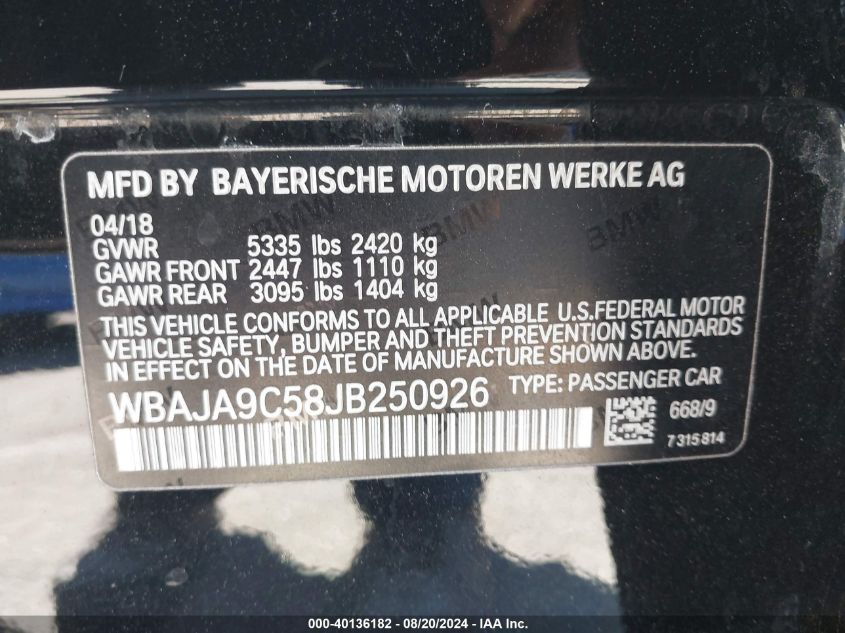 MFD BY BAYERISCHE MOTOREN WERKE AG
04/18
GVWR 5335 lbs 2420 kg
GAWR FRONT 2447 lbs 1110 kg
GAWR REAR 3095 lbs 1404 kg
THIS VEHICLE CONFORMS TO ALL APPLICABLE U.S.FEDERAL MOTOR
VEHICLE SAFETY, BUMPER AND THEFT PREVENTION STANDARDS
IN EFFECT ON THE DATE OF MANUFACTURE SHOWN ABOVE.
WBAJA9C58JB250926 TYPE: PASSENGER CAR
668/9
7 315 814
000-40136182 - 08/20/2024 - IAA Inc.